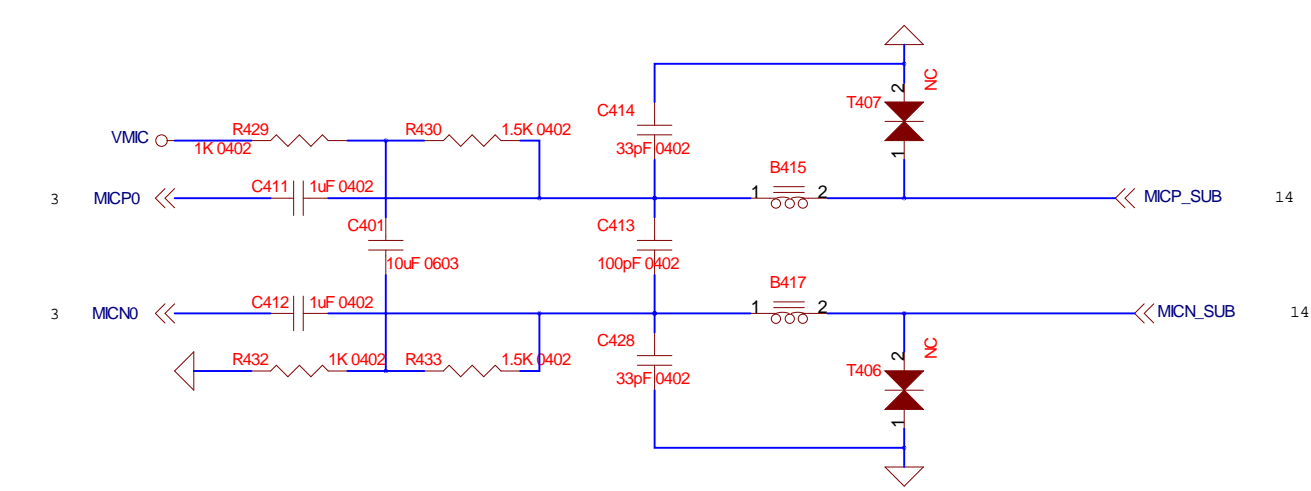 NC
2
C414
T407
R429
R430
1.5K 0402
VMIC
1K 0402
33pF 0402
1
B415
C411
1uF 0402
1
2
3
MICP0
MICP_SUB
14
C401
C413
10uF 0603
100pF 0402
B417
C412
1uF 0402
1
2
3
MICN0
MICN_SUB
14
C428
NC
2
R432
1K 0402
R433
1.5K 0402
T406
33pF 0402
1